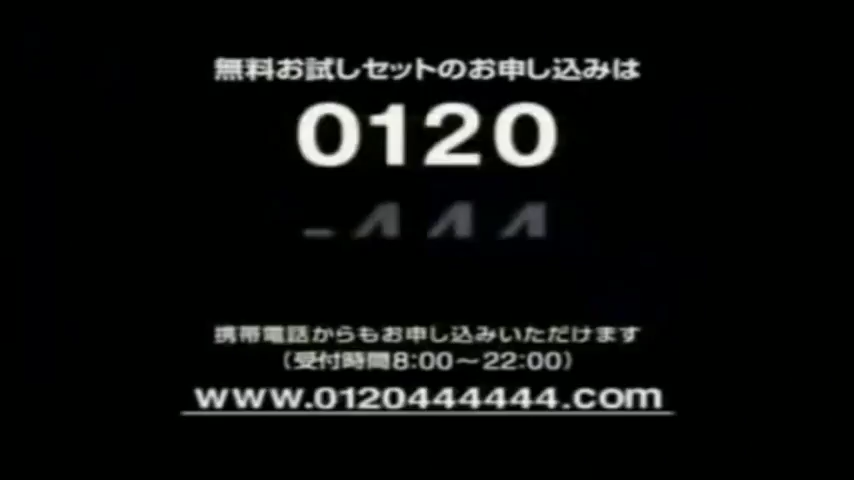 無料お試しセットのお申し込みは
0120
-444
携帯電話からもお申し込みいただけます
(受付時間8:00~22:00)
www.0120444444.com